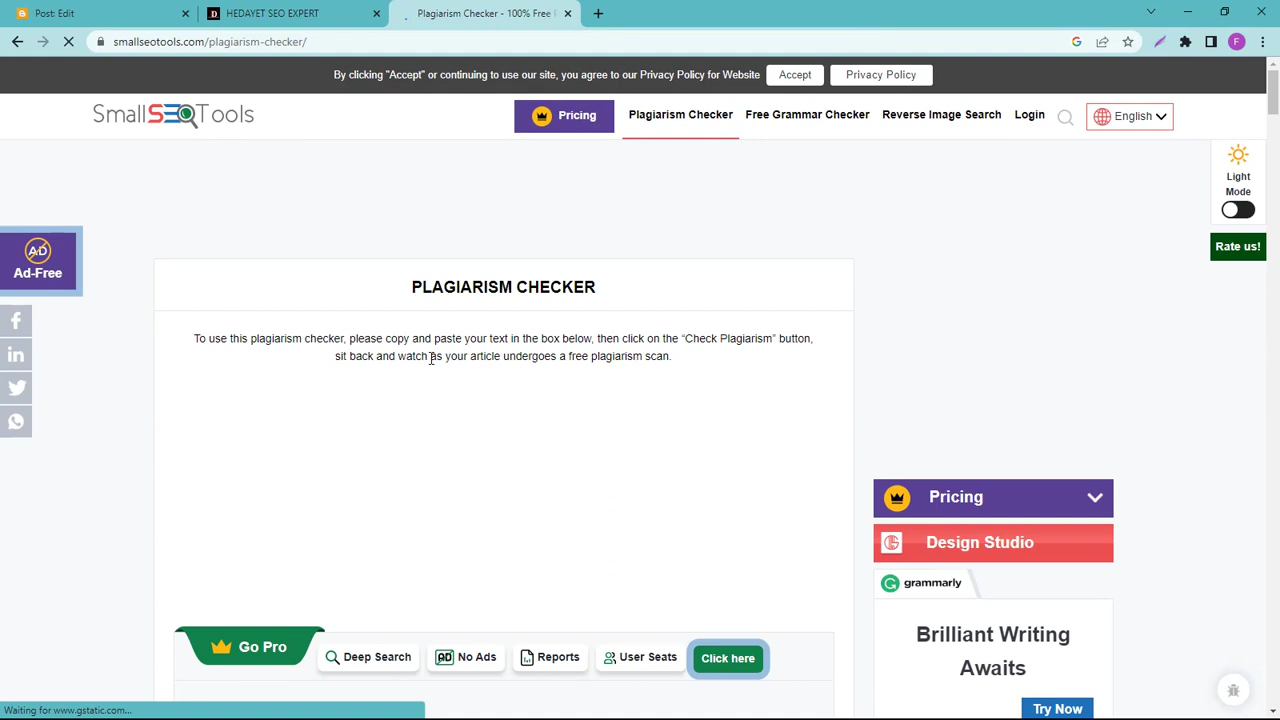 Post: Edit
HEDAYET SEO EXPERT
Plagiarism Checker - 100% Free P
smallseotools.com/plagiarism-checker/
F
By clicking "Accept" or continuing to use our site, you agree to our Privacy Policy for Website
Accept
Privacy Policy
SmallSEOTools
Pricing
Plagiarism Checker
Free Grammar Checker
Reverse Image Search
Login
English
Light
Mode
Rate us!
AD
Ad-Free
PLAGIARISM CHECKER
To use this plagiarism checker, please copy and paste your text in the box below, then click on the “Check Plagiarism” button,
sit back and watch as your article undergoes a free plagiarism scan.
Pricing
Design Studio
grammarly
Brilliant Writing
Awaits
Try Now
Go Pro
Deep Search
AD No Ads
Reports
User Seats
Click here
Waiting for www.gstatic.com...